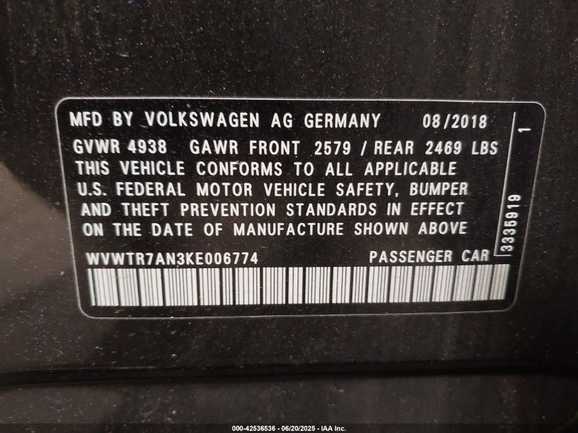 MFD BY VOLKSWAGEN AG GERMANY 08/2018
GVWR 4938 GAWR FRONT 2579 / REAR 2469 LBS
THIS VEHICLE CONFORMS TO ALL APPLICABLE
U.S. FEDERAL MOTOR VEHICLE SAFETY, BUMPER
AND THEFT PREVENTION STANDARDS IN EFFECT
ON THE DATE OF MANUFACTURE SHOWN ABOVE
WVWTR7AN3KE006774 PASSENGER CAR
3335919 1
000-42536536 - 06/20/2025 - IAA Inc.